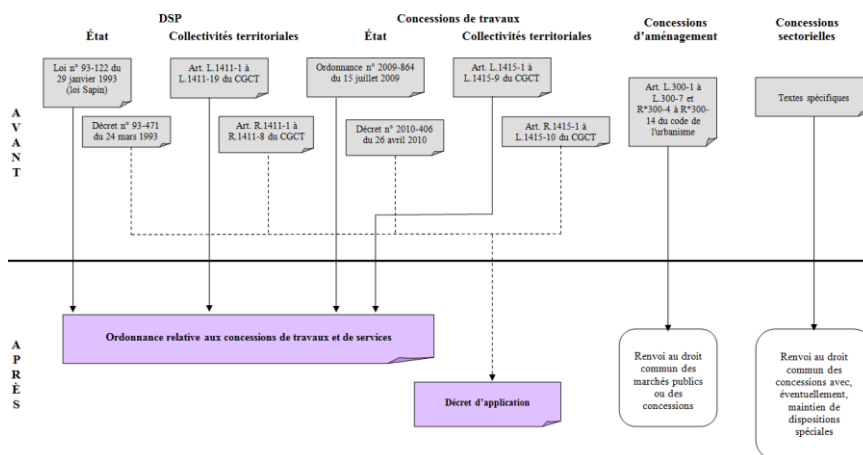 DSP
Concessions de travaux
Concessions
d'aménagement
Concessions
sectorielles
État
Collectivités territoriales
État
Collectivités territoriales
A
V
A
N
T
Loi n° 93-122 du
29 janvier 1993
(loi Sapin)
Art. L.1411-1 à
L.1411-19 du CGCT
Ordonnance n° 2009-864
du 15 juillet 2009
Art. L.1415-1 à
L.1415-9 du CGCT
Art. L.300-1 à
L.300-7 et
R*300-4 à R*300-
14 du code de
l'urbanisme
Textes spécifiques
Décret n° 93-471
du 24 mars 1993
Art. R.1411-1 à
R.1411-8 du CGCT
Décret n° 2010-406
du 26 avril 2010
Art. R.1415-1 à
L.1415-10 du CGCT
A
P
R
È
S
Ordonnance relative aux concessions de travaux et de services
Décret d'application
Renvoi au droit
commun des
marchés publics
ou des
concessions
Renvoi au droit
commun des
concessions avec,
éventuellement,
maintien de
dispositions
spéciales